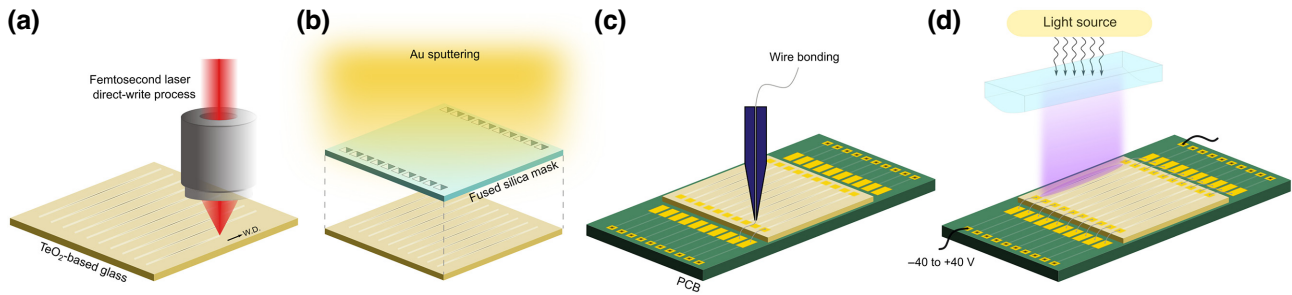 (a)
Femtosecond laser
direct-write process
W.D.
TeO₂-based glass
(b)
Au sputtering
Fused silica mask
(c)
Wire bonding
PCB
(d)
Light source
–40 to +40 V